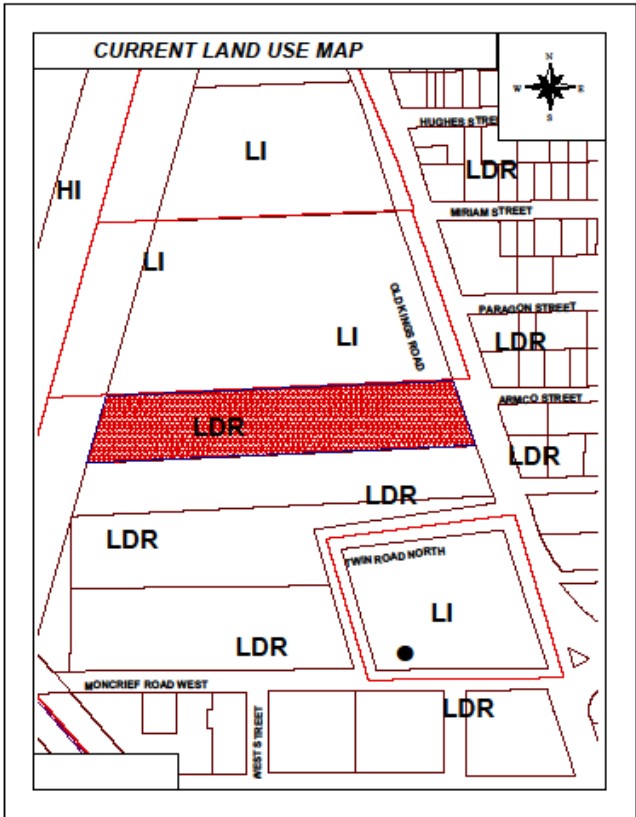 CURRENT LAND USE MAP
N
W E
S
HUGHES STRE
LI
LDR
HI
MIRIAM STREET
LI
OLD KINGS ROAD
PARAGON STREET
LI
LDR
ARMCO STREET
LDR
LDR
LDR
LDR
TWIN ROAD NORTH
LI
LDR
MONCRIEF ROAD WEST
LDR
WEST STREET